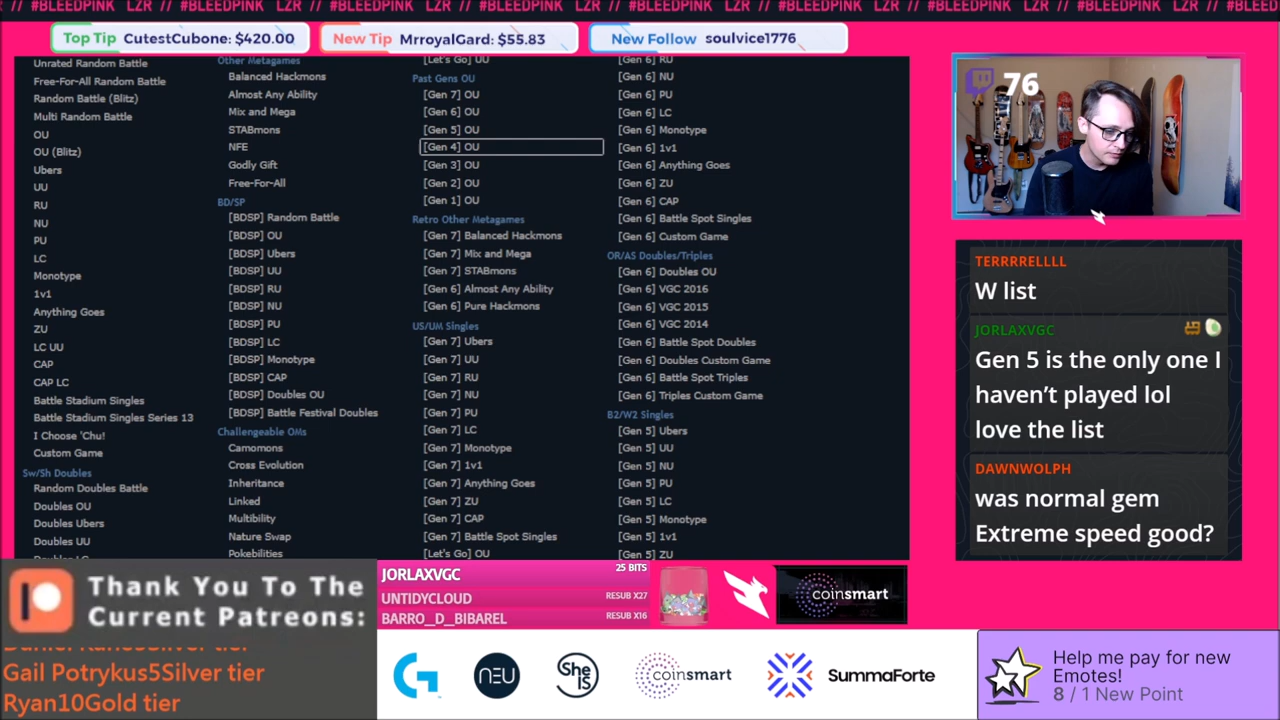 // #BLEEDPINK LZR // #BLEEDPINK LZR // #BLEEDPINK LZR // #BLEEDPINK LZR // #BLEEDPINK LZR // #BLEEDPINK LZR // #BLEEDPINK LZR // #BLEED
Top Tip CutestCubone: $420.00
New Tip MrroyalGard: $55.83
New Follow soulvice1776
Unrated Random Battle
Free-For-All Random Battle
Random Battle (Blitz)
Multi Random Battle
OU
OU (Blitz)
Ubers
UU
RU
NU
PU
LC
Monotype
1v1
Anything Goes
ZU
LC UU
CAP
CAP LC
Battle Stadium Singles
Battle Stadium Singles Series 13
I Choose 'Chu!
Custom Game
Sw/Sh Doubles
Random Doubles Battle
Doubles OU
Doubles Ubers
Doubles UU
Doubles LC
Other Metagames
Balanced Hackmons
Almost Any Ability
Mix and Mega
STABmons
NFE
Godly Gift
Free-For-All
BD/SP
[BDSP] Random Battle
[BDSP] OU
[BDSP] Ubers
[BDSP] UU
[BDSP] RU
[BDSP] NU
[BDSP] PU
[BDSP] LC
[BDSP] Monotype
[BDSP] CAP
[BDSP] Doubles OU
[BDSP] Battle Festival Doubles
Challengeable OMs
Camomons
Cross Evolution
Inheritance
Linked
Multibility
Nature Swap
Pokebilities
[Let's Go] UU
Past Gens OU
[Gen 7] OU
[Gen 6] OU
[Gen 5] OU
[Gen 4] OU
[Gen 3] OU
[Gen 2] OU
[Gen 1] OU
Retro Other Metagames
[Gen 7] Balanced Hackmons
[Gen 7] Mix and Mega
[Gen 7] STABmons
[Gen 6] Almost Any Ability
[Gen 6] Pure Hackmons
US/UM Singles
[Gen 7] Ubers
[Gen 7] UU
[Gen 7] RU
[Gen 7] NU
[Gen 7] PU
[Gen 7] LC
[Gen 7] Monotype
[Gen 7] 1v1
[Gen 7] Anything Goes
[Gen 7] ZU
[Gen 7] CAP
[Gen 7] Battle Spot Singles
[Let's Go] OU
[Gen 6] RU
[Gen 6] NU
[Gen 6] PU
[Gen 6] LC
[Gen 6] Monotype
[Gen 6] 1v1
[Gen 6] Anything Goes
[Gen 6] ZU
[Gen 6] CAP
[Gen 6] Battle Spot Singles
[Gen 6] Custom Game
OR/AS Doubles/Triples
[Gen 6] Doubles OU
[Gen 6] VGC 2016
[Gen 6] VGC 2015
[Gen 6] VGC 2014
[Gen 6] Battle Spot Doubles
[Gen 6] Doubles Custom Game
[Gen 6] Battle Spot Triples
[Gen 6] Triples Custom Game
B2/W2 Singles
[Gen 5] Ubers
[Gen 5] UU
[Gen 5] NU
[Gen 5] PU
[Gen 5] LC
[Gen 5] Monotype
[Gen 5] 1v1
[Gen 5] ZU
76
TERRRRELLLL
W list
JORLAXVGC
Gen 5 is the only one I
haven't played lol
love the list
DAWNWOLPH
was normal gem
Extreme speed good?
Thank You To The
Current Patreons:
Gail Potrykus5Silver tier
Ryan10Gold tier
JORLAXVGC 25 BITS
UNTIDYCLOUD RESUB X27
BARRO_D_BIBAREL RESUB X16
coinsmart
NEU
She IS
coinsmart
SummaForte
Help me pay for new
Emotes!
8 / 1 New Point